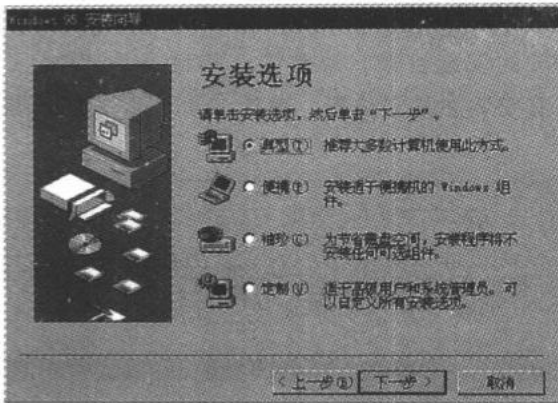 Windows 95 安装向导
安装选项
请单击安装选项，然后单击“下一步”。
典型(T) 推荐大多数计算机使用此方式。
便携(P) 安装适于便携机的 Windows 组
件。
袖珍(C) 为节省磁盘空间，安装程序将不
安装任何可选组件。
定制(U) 适于高级用户和系统管理员。可
以自定义所有安装选项。
< 上一步(B) 下一步 > 取消